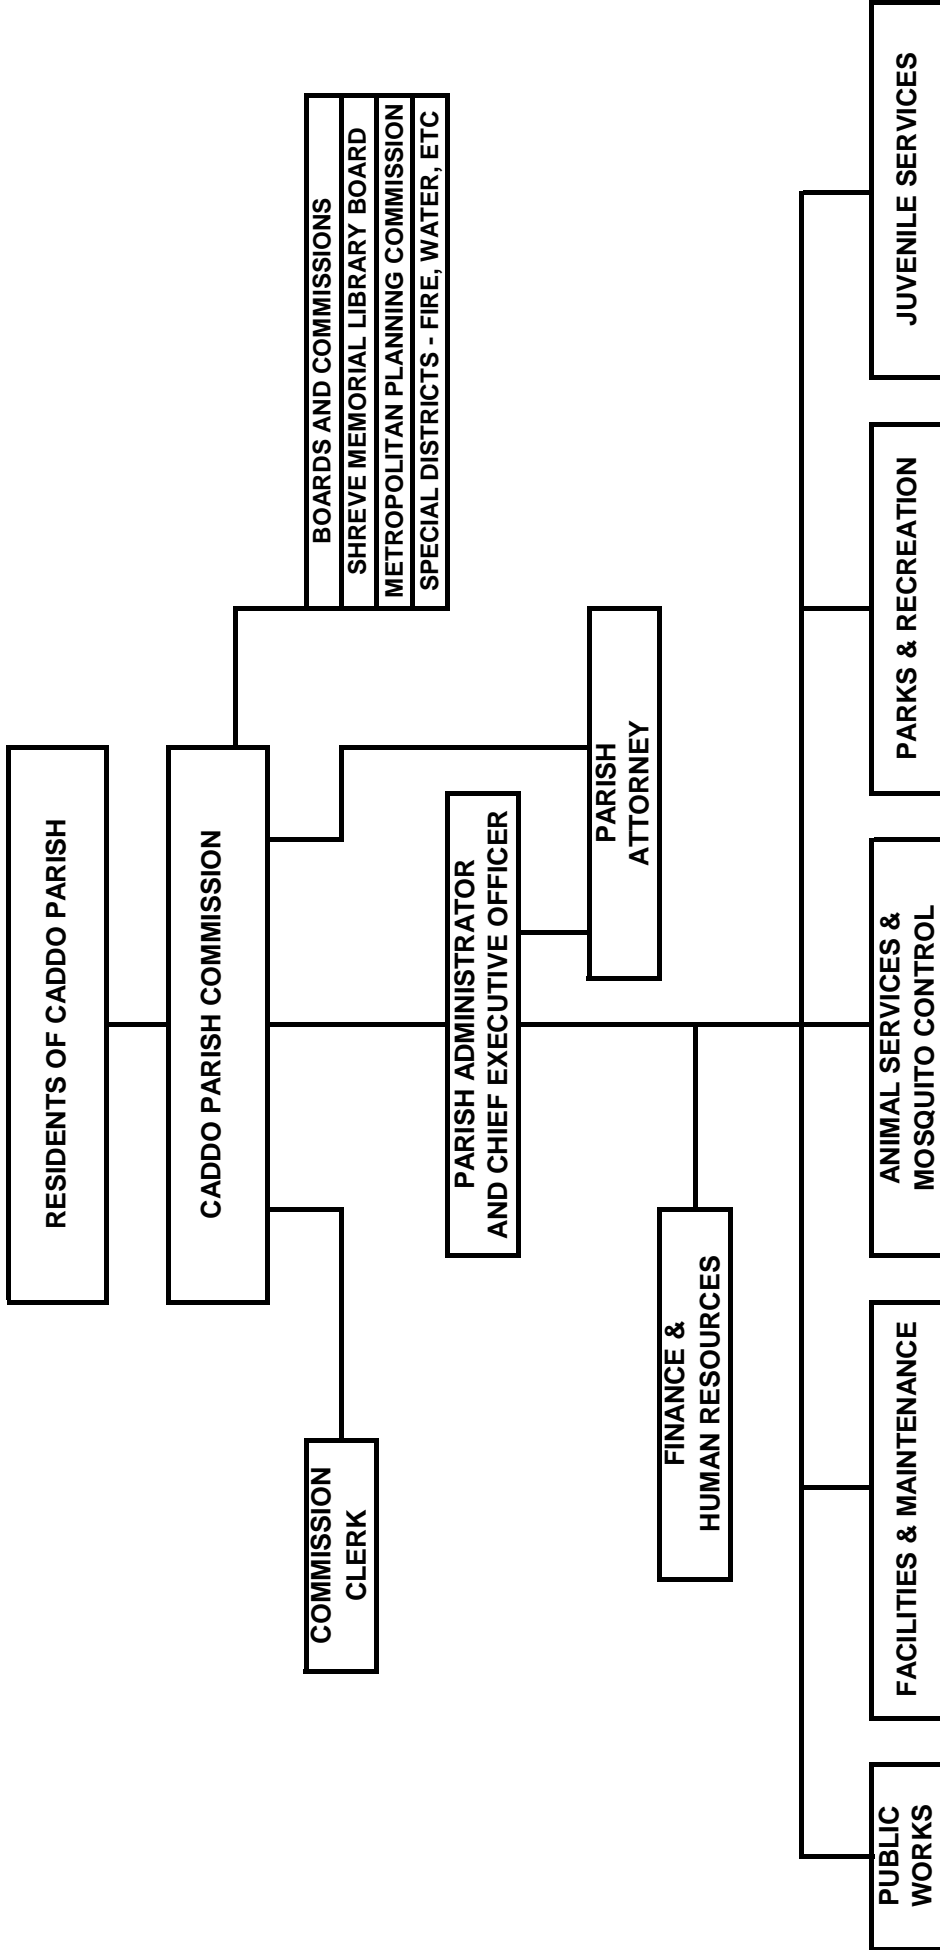 RESIDENTS OF CADDO PARISH
CADDO PARISH COMMISSION
COMMISSION
CLERK
BOARDS AND COMMISSIONS
SHREVE MEMORIAL LIBRARY BOARD
METROPOLITAN PLANNING COMMISSION
SPECIAL DISTRICTS - FIRE, WATER, ETC
PARISH ADMINISTRATOR
AND CHIEF EXECUTIVE OFFICER
PARISH
ATTORNEY
FINANCE &
HUMAN RESOURCES
PUBLIC
WORKS
FACILITIES & MAINTENANCE
ANIMAL SERVICES &
MOSQUITO CONTROL
PARKS & RECREATION
JUVENILE SERVICES